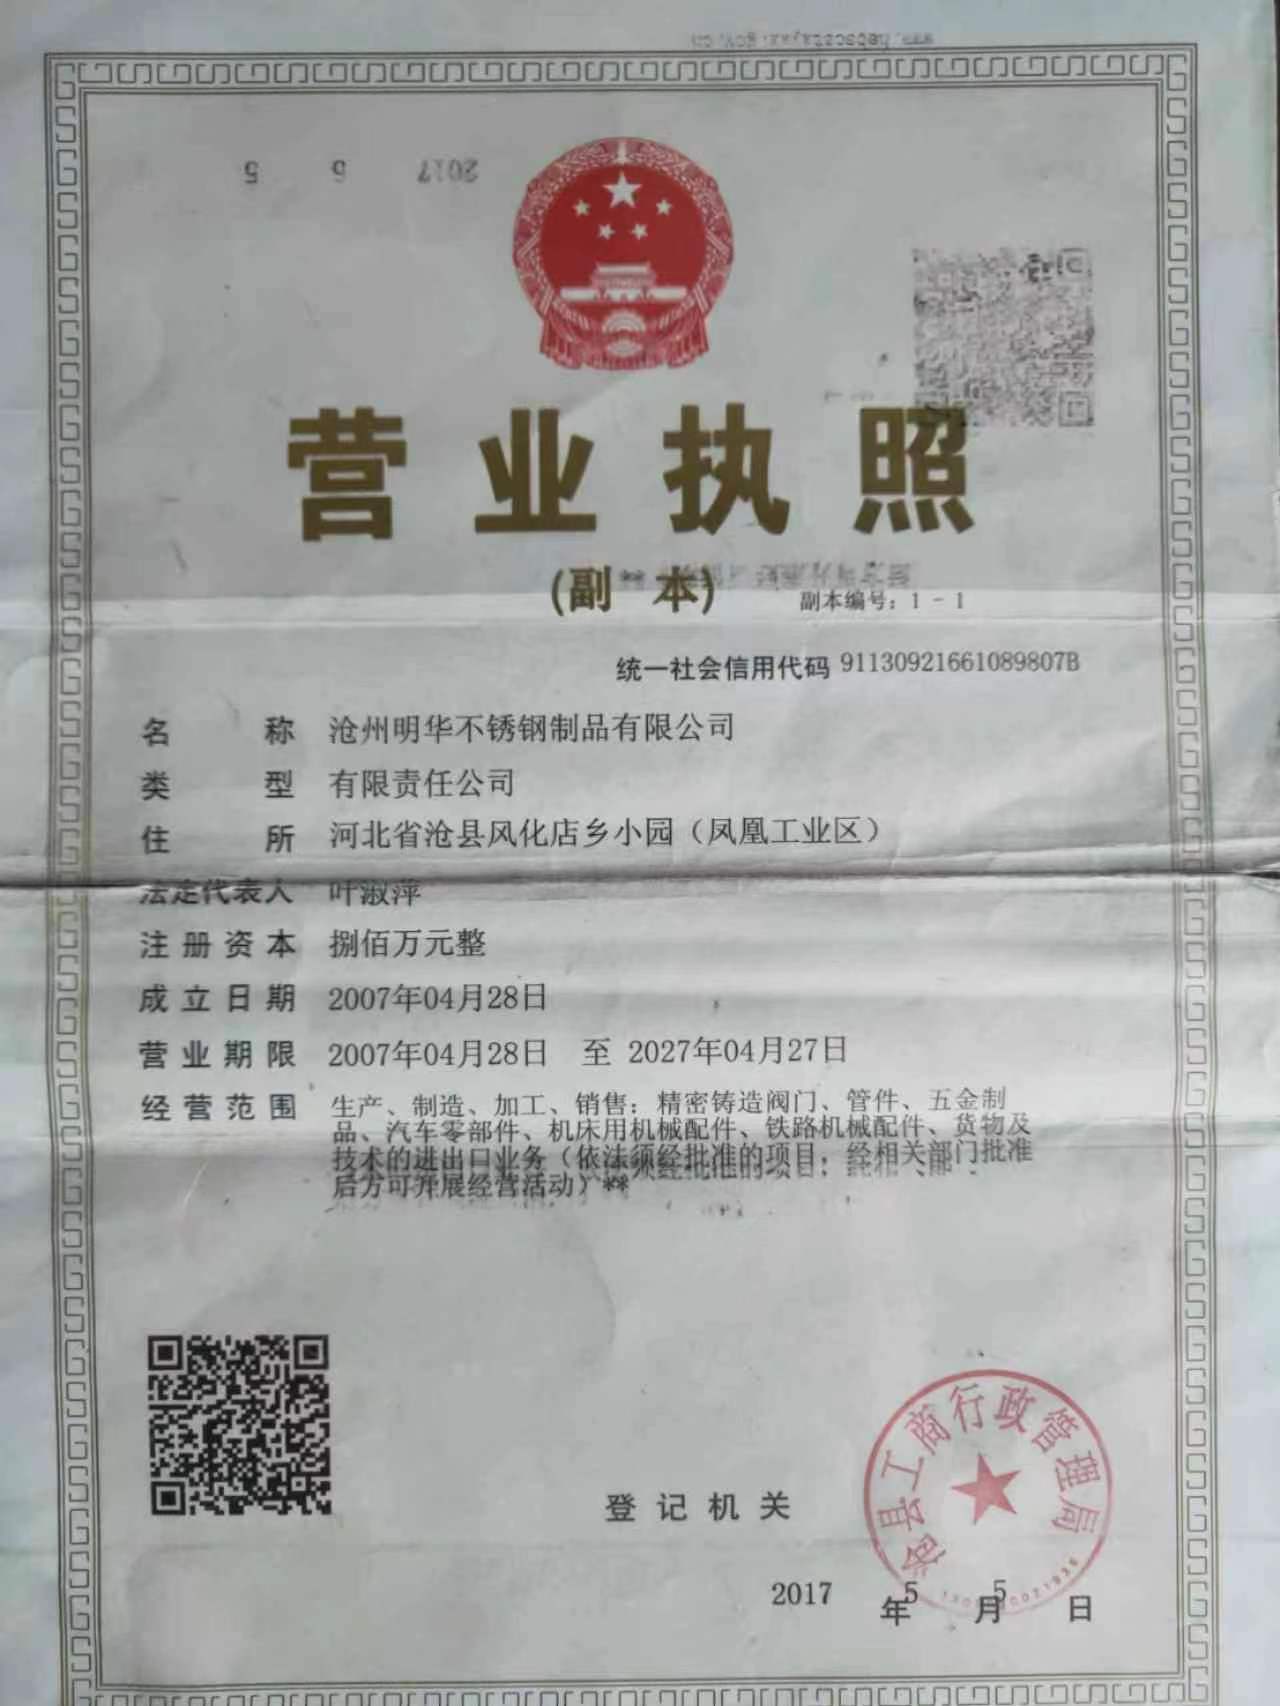 营业执照
(副 本)
副本编号：1 - 1
统一社会信用代码 91130921661089807B
名 称 沧州明华不锈钢制品有限公司
类 型 有限责任公司
住 所 河北省沧县风化店乡小园（凤凰工业区）
法定代表人 叶淑萍
注册资本 捌佰万元整
成立日期 2007年04月28日
营业期限 2007年04月28日 至 2027年04月27日
经营范围 生产、制造、加工、销售；精密铸造阀门、管件、五金制
品、汽车零部件、机床用机械配件、铁路机械配件、货物及
技术的进出口业务（依法须经批准的项目；经相关部门批准
后方可开展经营活动）**
沧县工商行政管理局
登记机关
2017 年 5 月 5 日